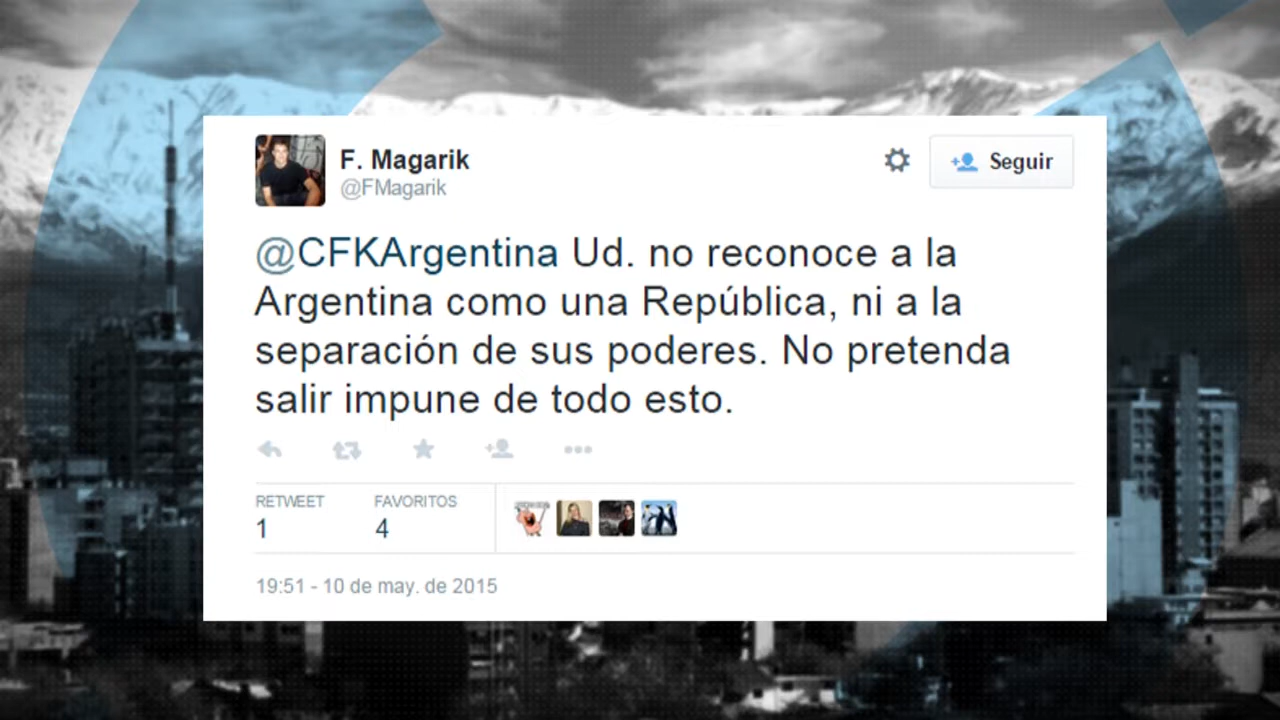 F. Magarik
@FMagarik
Seguir
@CFKArgentina Ud. no reconoce a la
Argentina como una República, ni a la
separación de sus poderes. No pretenda
salir impune de todo esto.
RETWEET
FAVORITOS
1
4
19:51 - 10 de may. de 2015